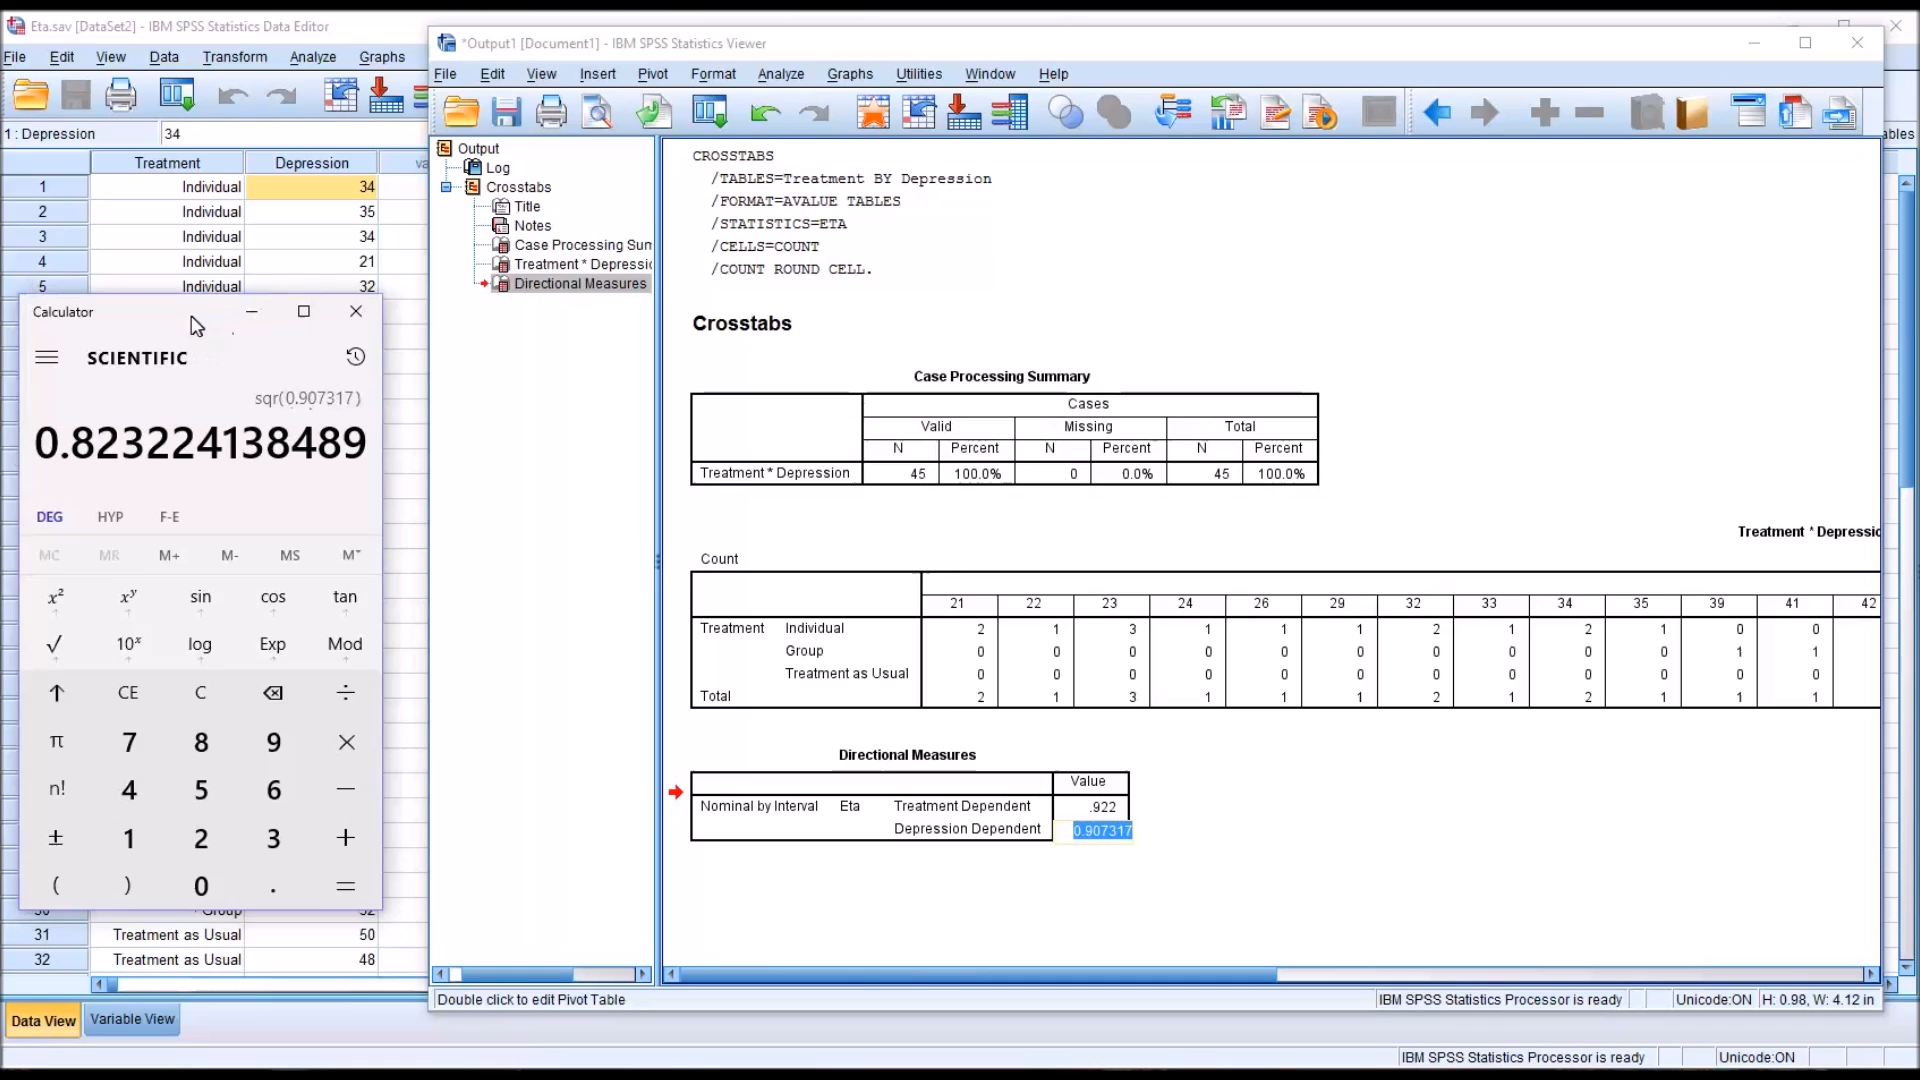 Eta.sav [DataSet2] - IBM SPSS Statistics Data Editor
File Edit View Data Transform Analyze Graphs
1 : Depression 34 ables
Treatment Depression va
1 Individual 34
2 Individual 35
3 Individual 34
4 Individual 21
5 Individual 32
Calculator
SCIENTIFIC
sqr(0.907317)
0.823224138489
DEG HYP F-E
MC MR M+ M- MS M˅
x² xʸ sin cos tan
√ 10ˣ log Exp Mod
↑ CE C ⌫ ÷
π 7 8 9 ×
n! 4 5 6 −
± 1 2 3 +
( ) 0 . =
30 Group 52
31 Treatment as Usual 50
32 Treatment as Usual 48
Data View Variable View
*Output1 [Document1] - IBM SPSS Statistics Viewer
File Edit View Insert Pivot Format Analyze Graphs Utilities Window Help
Output
Log
Crosstabs
Title
Notes
Case Processing Sum
Treatment * Depressio
Directional Measures
CROSSTABS
/TABLES=Treatment BY Depression
/FORMAT=AVALUE TABLES
/STATISTICS=ETA
/CELLS=COUNT
/COUNT ROUND CELL.
Crosstabs
Case Processing Summary
Cases
Valid Missing Total
N Percent N Percent N Percent
Treatment * Depression 45 100.0% 0 0.0% 45 100.0%
Treatment * Depressio
Count
21 22 23 24 26 29 32 33 34 35 39 41 42
Treatment Individual 2 1 3 1 1 1 2 1 2 1 0 0
Group 0 0 0 0 0 0 0 0 0 0 1 1
Treatment as Usual 0 0 0 0 0 0 0 0 0 0 0 0
Total 2 1 3 1 1 1 2 1 2 1 1 1
Directional Measures
Value
Nominal by Interval Eta Treatment Dependent .922
Depression Dependent 0.907317
Double click to edit Pivot Table IBM SPSS Statistics Processor is ready Unicode:ON H: 0.98, W: 4.12 in
IBM SPSS Statistics Processor is ready Unicode:ON